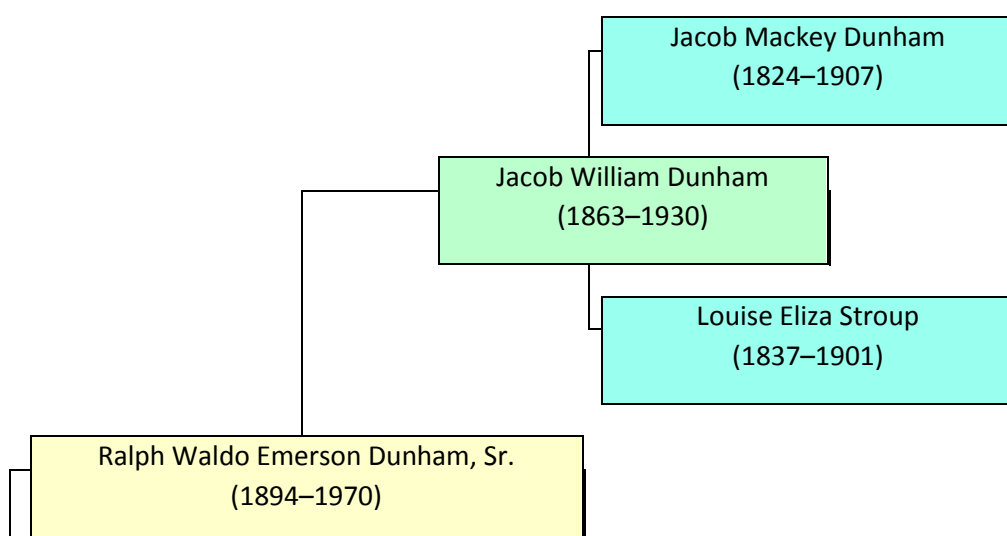 Jacob Mackey Dunham
(1824–1907)
Jacob William Dunham
(1863–1930)
Louise Eliza Stroup
(1837–1901)
Ralph Waldo Emerson Dunham, Sr.
(1894–1970)